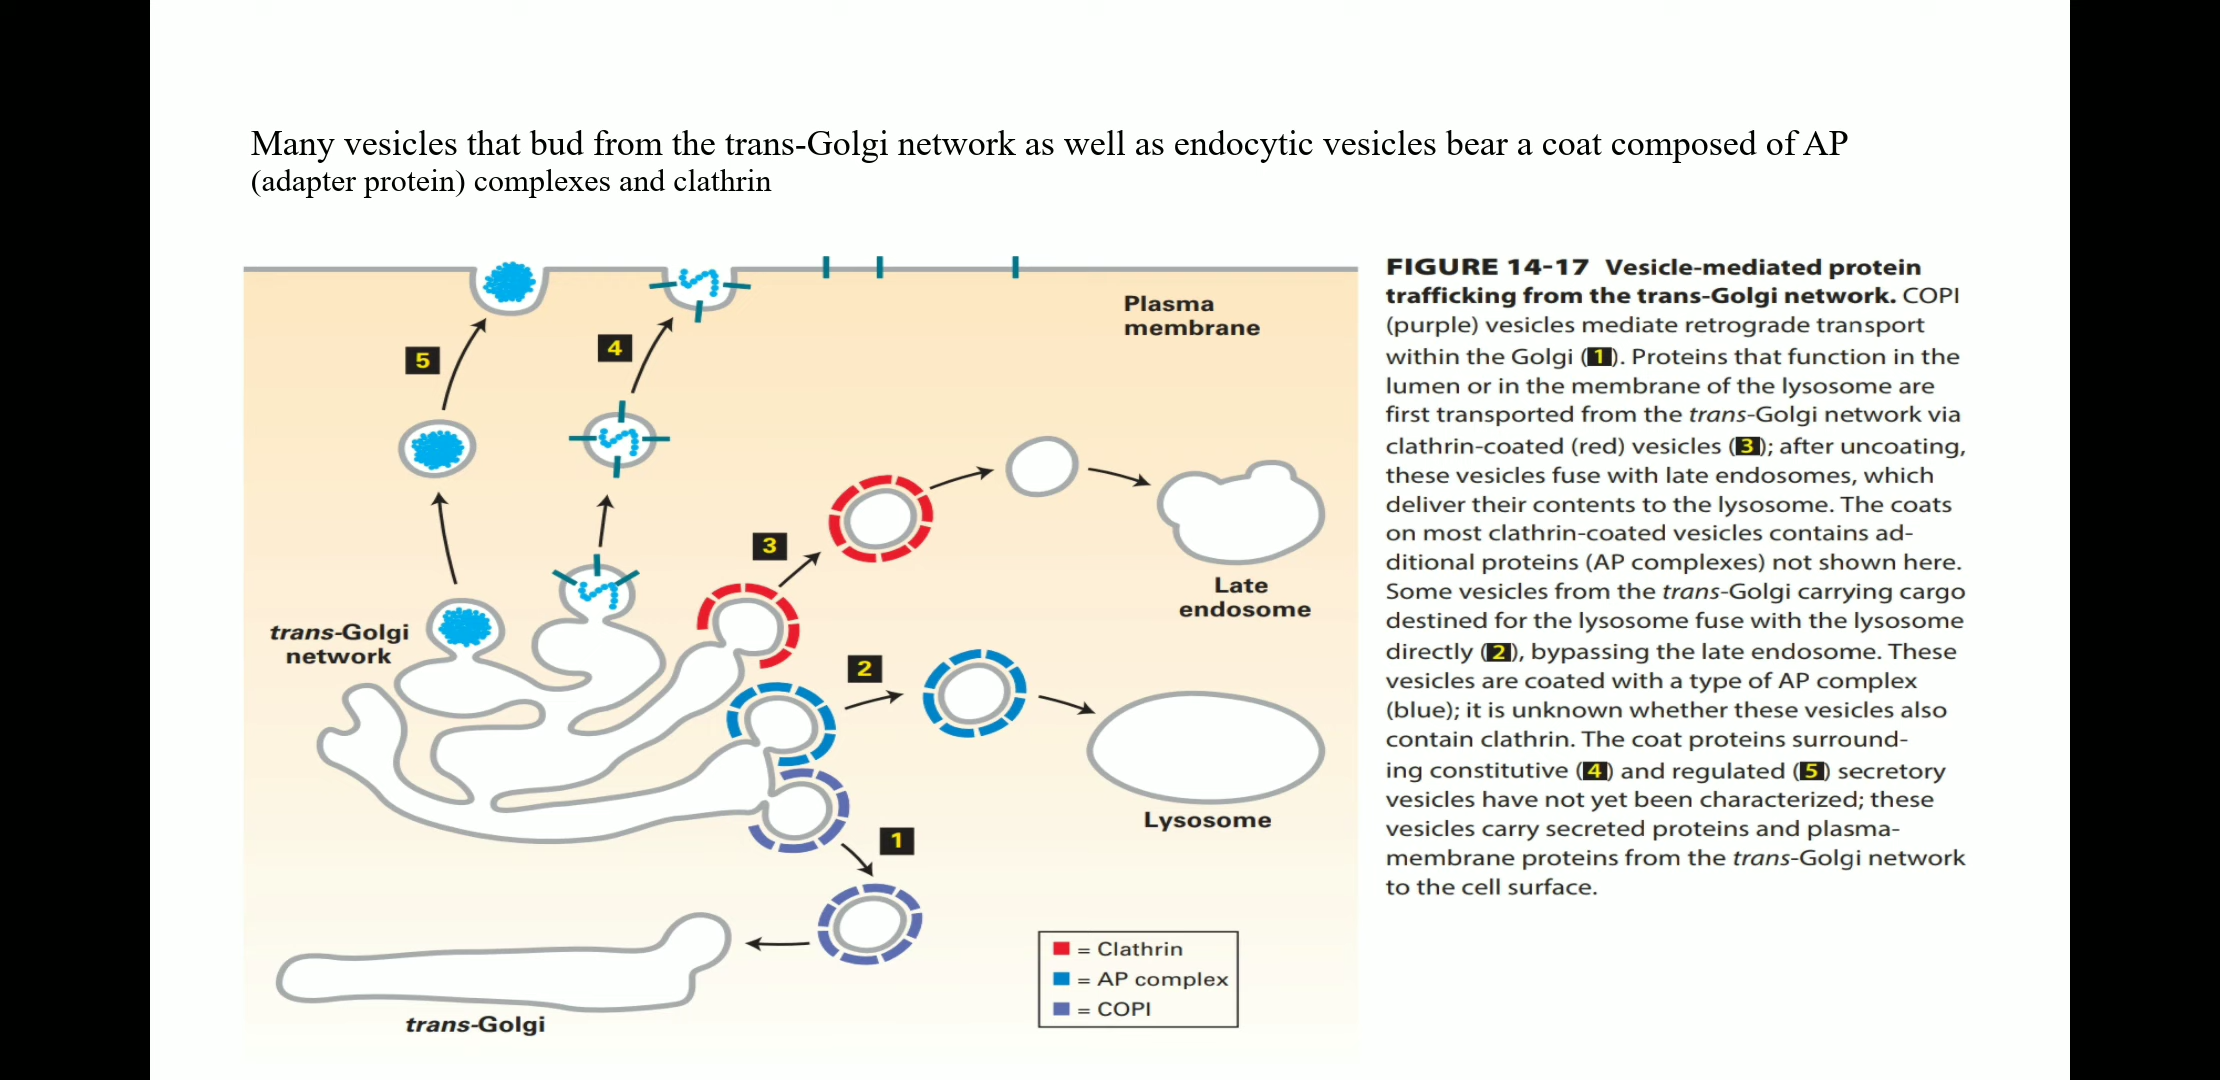 Many vesicles that bud from the trans-Golgi network as well as endocytic vesicles bear a coat composed of AP
(adapter protein) complexes and clathrin
Plasma
membrane
5
4
3
Late
endosome
trans-Golgi
network
2
Lysosome
1
trans-Golgi
= Clathrin
= AP complex
= COPI
FIGURE 14-17 Vesicle-mediated protein
trafficking from the trans-Golgi network. COPI
(purple) vesicles mediate retrograde transport
within the Golgi (1). Proteins that function in the
lumen or in the membrane of the lysosome are
first transported from the trans-Golgi network via
clathrin-coated (red) vesicles (3); after uncoating,
these vesicles fuse with late endosomes, which
deliver their contents to the lysosome. The coats
on most clathrin-coated vesicles contains ad-
ditional proteins (AP complexes) not shown here.
Some vesicles from the trans-Golgi carrying cargo
destined for the lysosome fuse with the lysosome
directly (2), bypassing the late endosome. These
vesicles are coated with a type of AP complex
(blue); it is unknown whether these vesicles also
contain clathrin. The coat proteins surround-
ing constitutive (4) and regulated (5) secretory
vesicles have not yet been characterized; these
vesicles carry secreted proteins and plasma-
membrane proteins from the trans-Golgi network
to the cell surface.